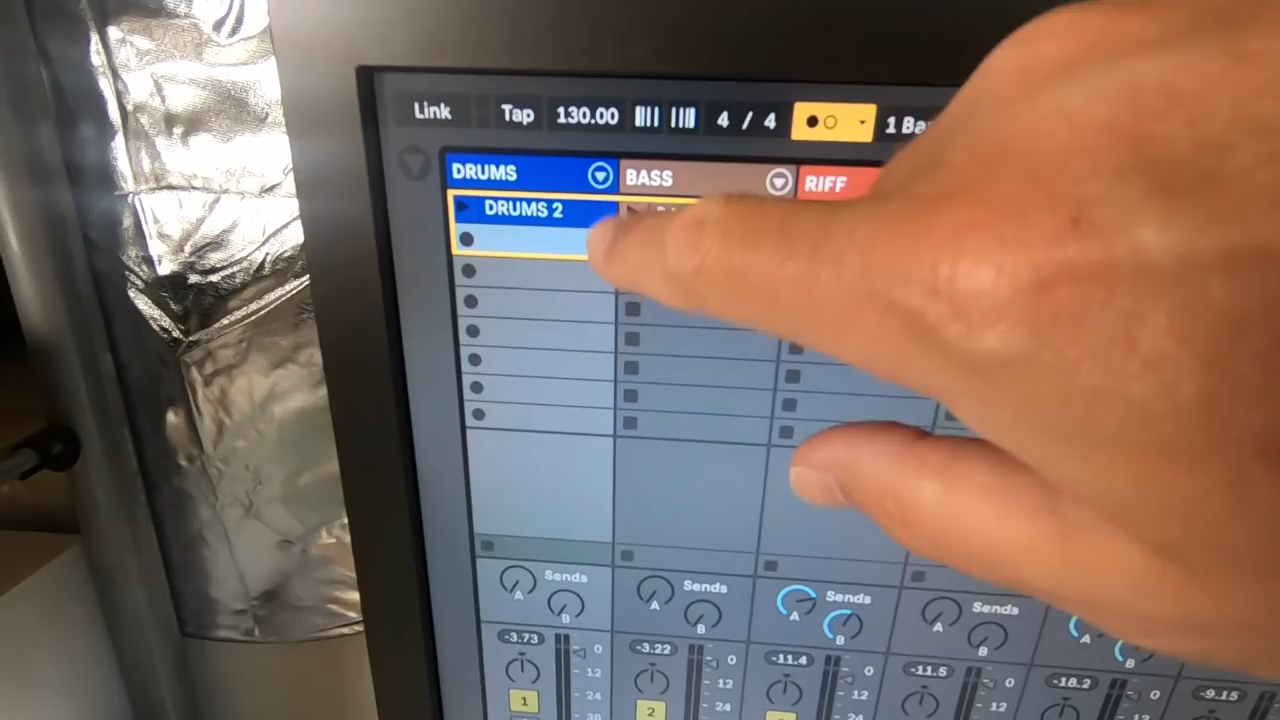 Link Tap 130.00 4 / 4 1 Ba
DRUMS BASS RIFF
DRUMS 2
Sends Sends Sends Sends
A A A A A
B B B B B
-3.73 -3.22 -11.4 -11.5 -18.2 -9.15
0 0 0 0 0
12 12 12 12 12
24 24 24 24 24
36
1 2